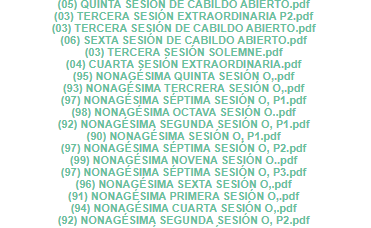 (05) QUINTA SESIÓN DE CABILDO ABIERTO.pdf
(03) TERCERA SESIÓN EXTRAORDINARIA P2.pdf
(03) TERCERA SESIÓN DE CABILDO ABIERTO.pdf
(06) SEXTA SESIÓN DE CABILDO ABIERTO.pdf
(03) TERCERA SESIÓN SOLEMNE.pdf
(04) CUARTA SESIÓN EXTRAORDINARIA.pdf
(95) NONAGÉSIMA QUINTA SESIÓN O,.pdf
(93) NONAGÉSIMA TERCRERA SESIÓN O,.pdf
(97) NONAGÉSIMA SÉPTIMA SESIÓN O, P1.pdf
(98) NONAGÉSIMA OCTAVA SESIÓN O..pdf
(92) NONAGÉSIMA SEGUNDA SESIÓN O, P1.pdf
(90) NONAGÉSIMA SESIÓN O, P1.pdf
(97) NONAGÉSIMA SÉPTIMA SESIÓN O, P2.pdf
(99) NONAGÉSIMA NOVENA SESIÓN O..pdf
(97) NONAGÉSIMA SÉPTIMA SESIÓN O, P3.pdf
(96) NONAGÉSIMA SEXTA SESIÓN O,.pdf
(91) NONAGÉSIMA PRIMERA SESIÓN O,.pdf
(94) NONAGÉSIMA CUARTA SESIÓN O,.pdf
(92) NONAGÉSIMA SEGUNDA SESIÓN O, P2.pdf